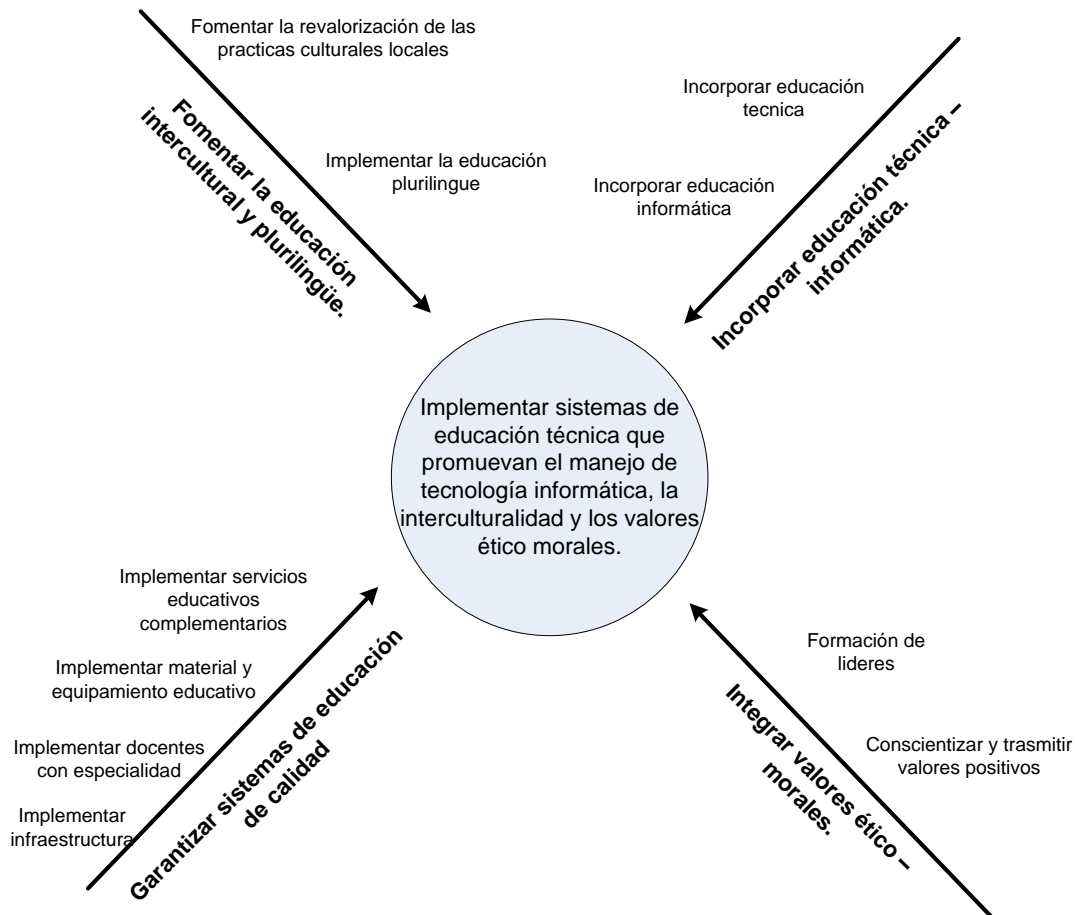 Fomentar la revalorización de las
practicas culturales locales
Implementar la educación
plurilingue
Fomentar la educación
intercultural y plurilingüe.
Incorporar educación
tecnica
Incorporar educación
informática
Incorporar educación técnica –
informática.
Implementar sistemas de
educación técnica que
promuevan el manejo de
tecnología informática, la
interculturalidad y los valores
ético morales.
Implementar servicios
educativos
complementarios
Implementar material y
equipamiento educativo
Implementar docentes
con especialidad
Implementar
infraestructura
Garantizar sistemas de educación
de calidad
Formación de
lideres
Conscientizar y trasmitir
valores positivos
Integrar valores ético –
morales.